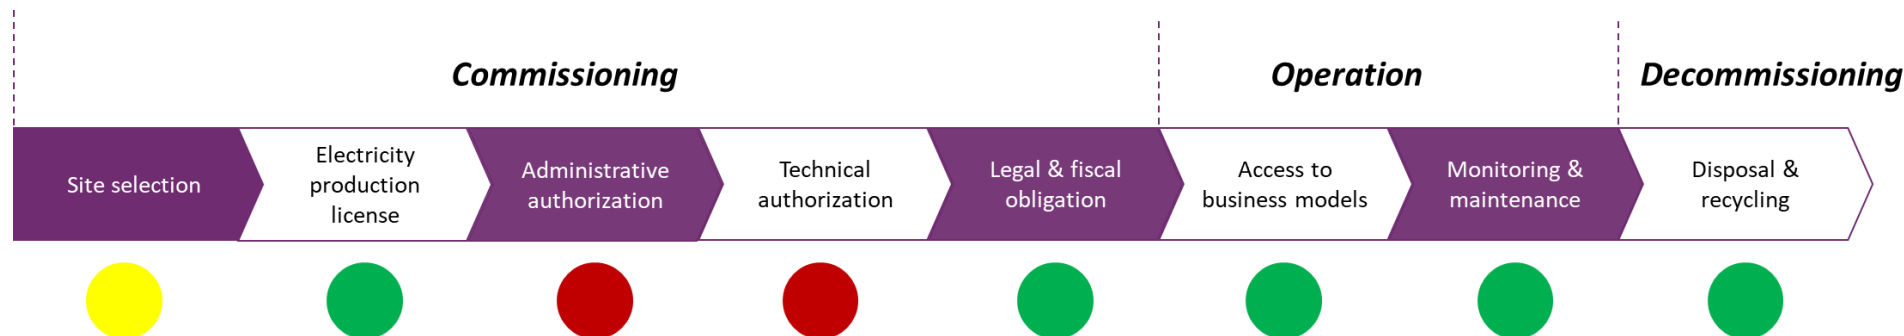 Commissioning
Operation
Decommissioning
Site selection
Electricity
production
license
Administrative
authorization
Technical
authorization
Legal & fiscal
obligation
Access to
business models
Monitoring &
maintenance
Disposal &
recycling